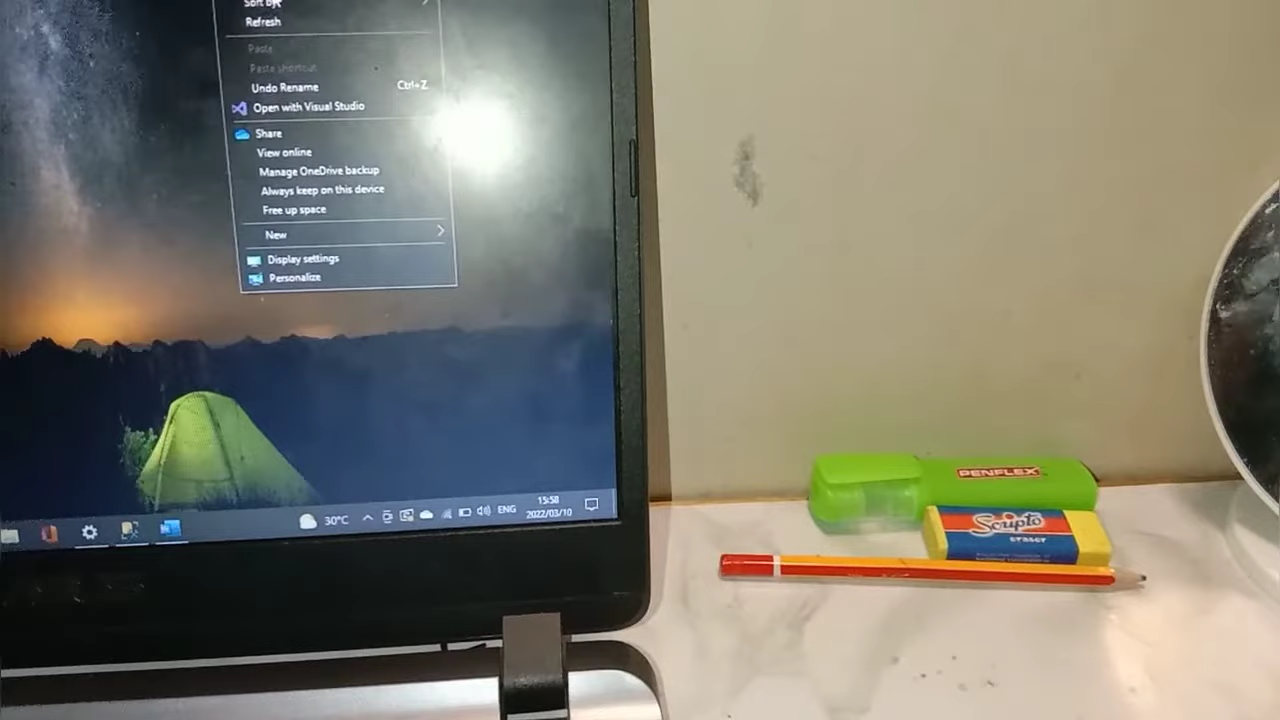 Sort by
Refresh
Paste
Paste shortcut
Undo Rename Ctrl+Z
Open with Visual Studio
Share
View online
Manage OneDrive backup
Always keep on this device
Free up space
New
Display settings
Personalize
30°C
ENG
15:58
2022/03/10
PENFLEX
Scripto
eraser